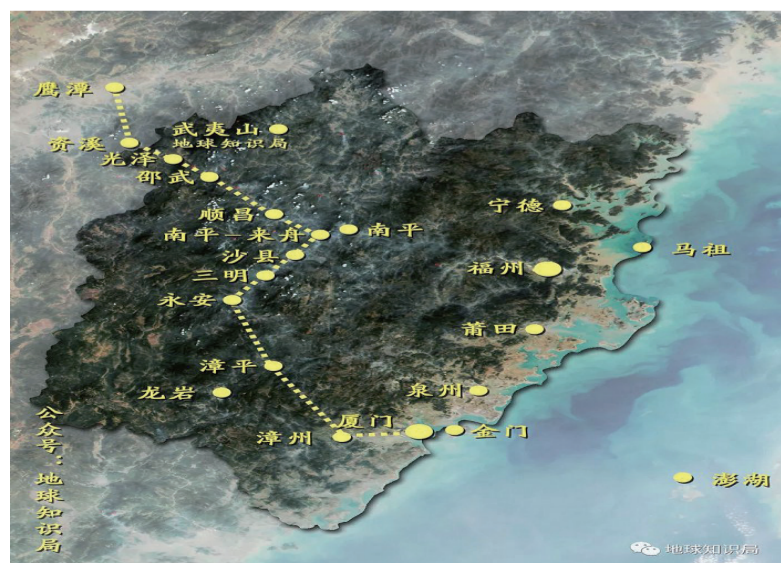 鹰潭
资溪
武夷山
地球知识局
光泽
邵武
宁德
顺昌
南平-来舟
南平
马祖
沙县
福州
三明
永安
莆田
漳平
龙岩
泉州
厦门
漳州
金门
公众号：地球知识局
澎湖
地球知识局